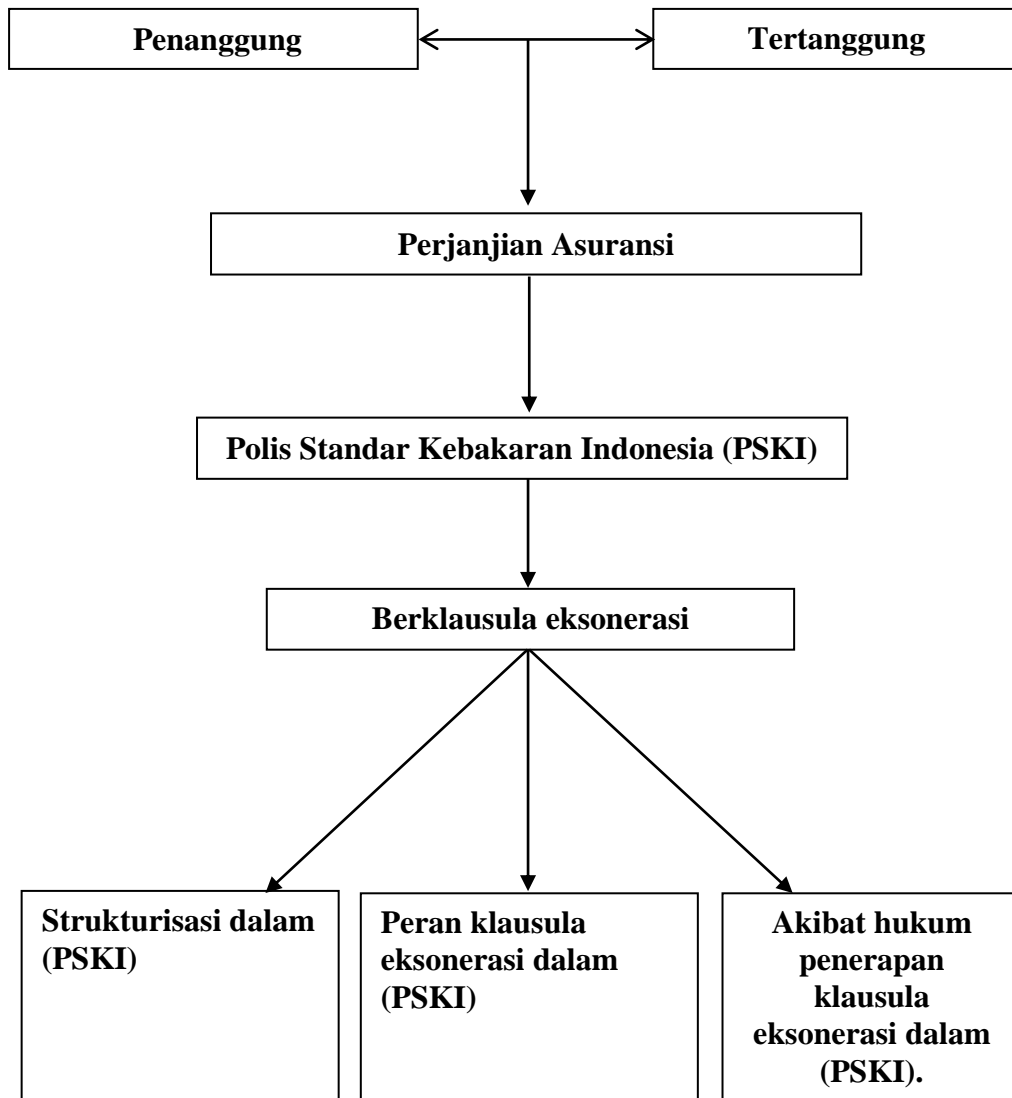 Penanggung
Tertanggung
Perjanjian Asuransi
Polis Standar Kebakaran Indonesia (PSKI)
Berklausula eksonerasi
Strukturisasi dalam
(PSKI)
Peran klausula
eksonerasi dalam
(PSKI)
Akibat hukum
penerapan
klausula
eksonerasi dalam
(PSKI).